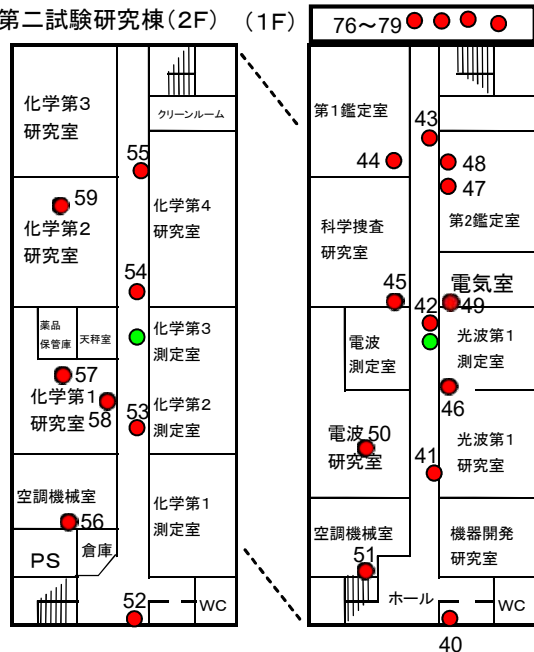 第二試験研究棟(2F)
(1F)
76～79
化学第3
研究室
クリーンルーム
55
59
化学第2
研究室
化学第4
研究室
54
薬品
保管庫
天秤室
化学第3
測定室
57
化学第1
研究室
58
53
化学第2
測定室
空調機械室
56
化学第1
測定室
PS
倉庫
52
WC
第1鑑定室
43
44
48
47
科学捜査
研究室
第2鑑定室
45
42
電気室
49
電波
測定室
光波第1
測定室
46
電波
研究室
50
41
光波第1
研究室
空調機械室
51
機器開発
研究室
ホール
WC
40